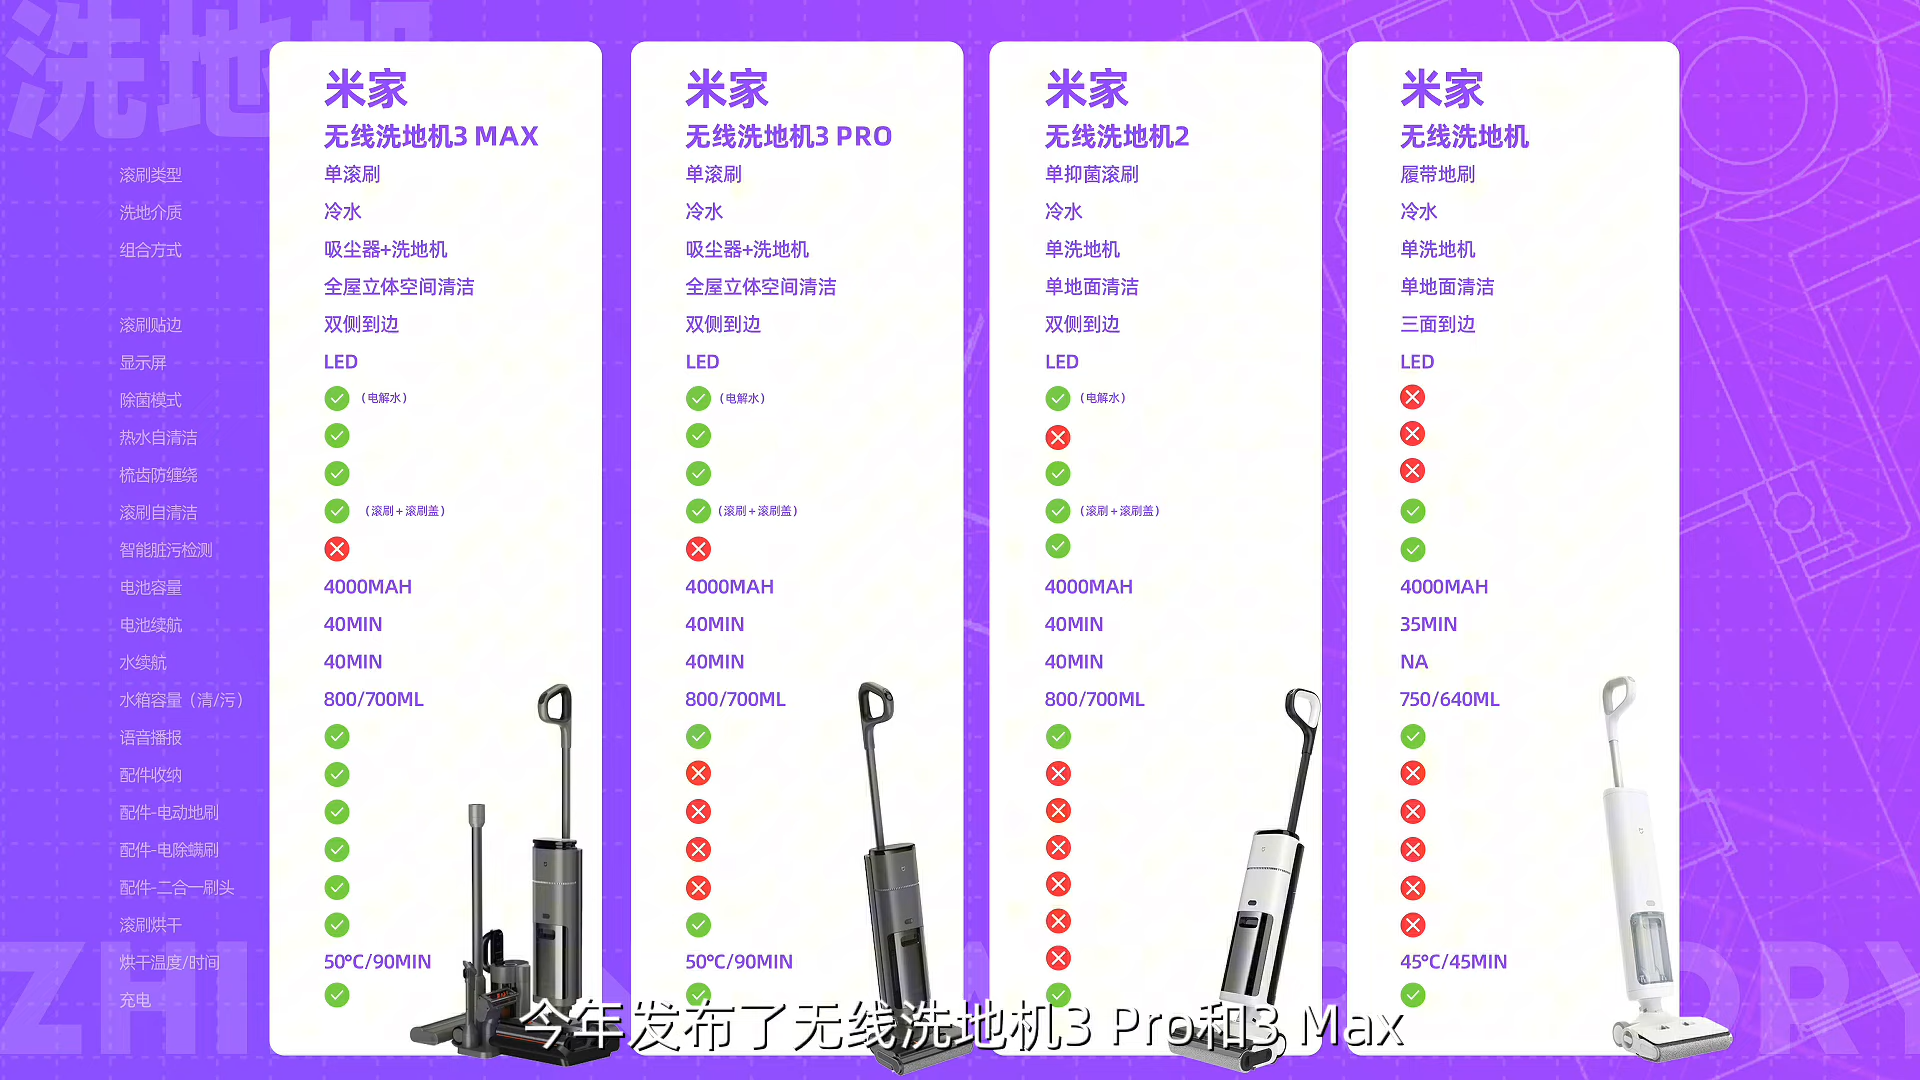 洗地机
米家 米家 米家 米家
无线洗地机3 MAX 无线洗地机3 PRO 无线洗地机2 无线洗地机
滚刷类型 单滚刷 单滚刷 单抑菌滚刷 履带地刷
洗地介质 冷水 冷水 冷水 冷水
组合方式 吸尘器+洗地机 吸尘器+洗地机 单洗地机 单洗地机
全屋立体空间清洁 全屋立体空间清洁 单地面清洁 单地面清洁
滚刷贴边 双侧到边 双侧到边 双侧到边 三面到边
显示屏 LED LED LED LED
除菌模式 （电解水） （电解水） （电解水）
热水自清洁
梳齿防缠绕
滚刷自清洁 （滚刷+滚刷盖） （滚刷+滚刷盖） （滚刷+滚刷盖）
智能脏污检测
电池容量 4000MAH 4000MAH 4000MAH 4000MAH
电池续航 40MIN 40MIN 40MIN 35MIN
水续航 40MIN 40MIN 40MIN NA
水箱容量（清/污） 800/700ML 800/700ML 800/700ML 750/640ML
语音播报
配件收纳
配件-电动地刷
配件-电除螨刷
配件-二合一刷头
滚刷烘干
烘干温度/时间 50℃/90MIN 50℃/90MIN 45℃/45MIN
充电
今年发布了无线洗地机3 Pro和3 Max